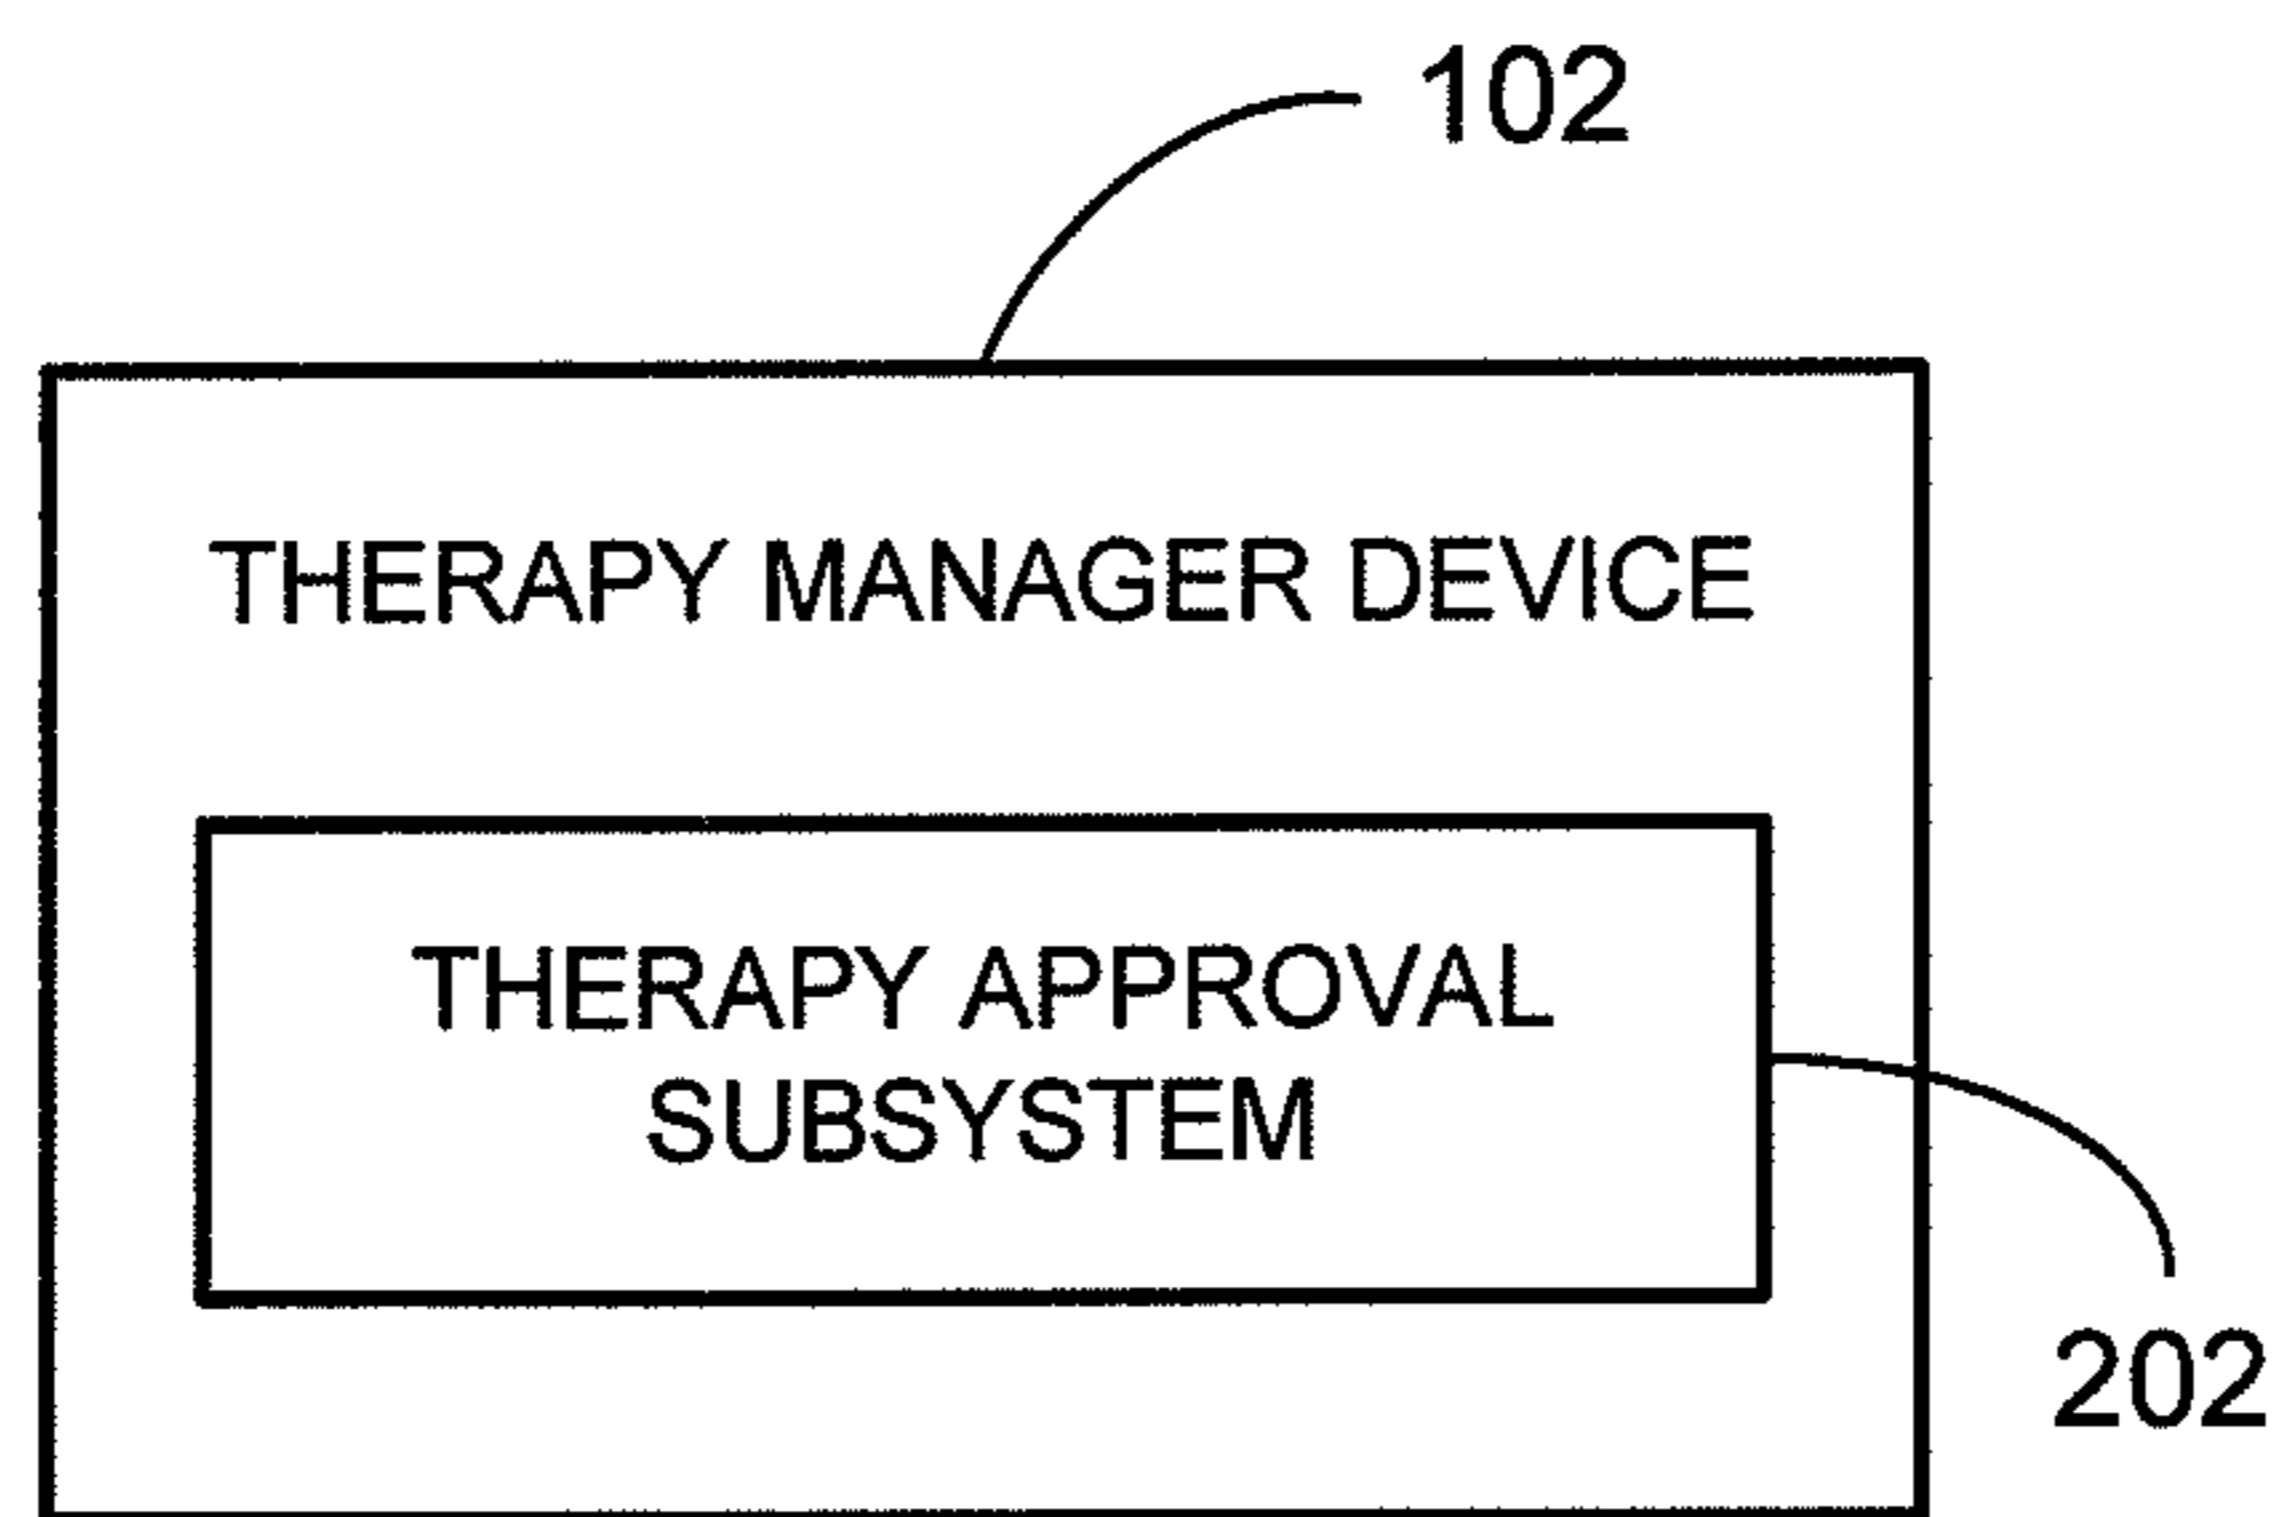 102
THERAPY MANAGER DEVICE
THERAPY APPROVAL
SUBSYSTEM
202